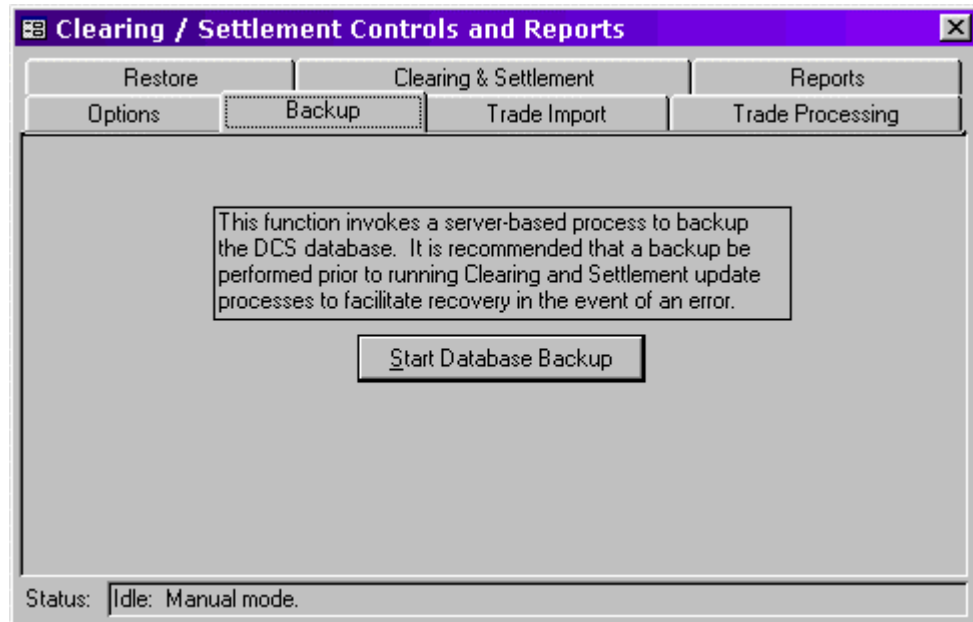 Clearing / Settlement Controls and Reports
Restore
Clearing & Settlement
Reports
Options
Backup
Trade Import
Trade Processing
This function invokes a server-based process to backup
the DCS database.  It is recommended that a backup be
performed prior to running Clearing and Settlement update
processes to facilitate recovery in the event of an error.
Start Database Backup
Status: Idle:  Manual mode.